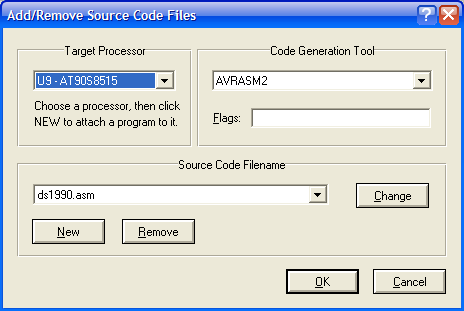 Add/Remove Source Code Files
Target Processor
U9 - AT90S8515
Choose a processor, then click
NEW to attach a program to it.
Code Generation Tool
AVRASM2
Flags:
Source Code Filename
ds1990.asm
Change
New
Remove
OK
Cancel